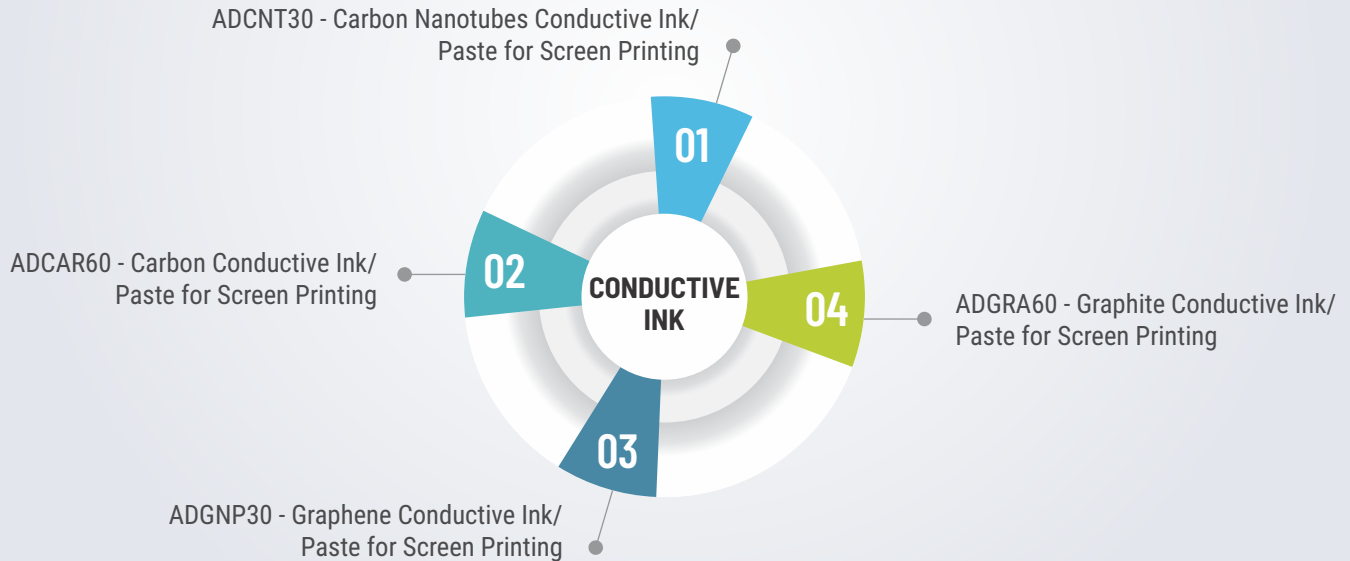 ADCNT30 - Carbon Nanotubes Conductive Ink/
Paste for Screen Printing
01
ADCAR60 - Carbon Conductive Ink/
Paste for Screen Printing
02
CONDUCTIVE
INK
04
ADGRA60 - Graphite Conductive Ink/
Paste for Screen Printing
03
ADGNP30 - Graphene Conductive Ink/
Paste for Screen Printing